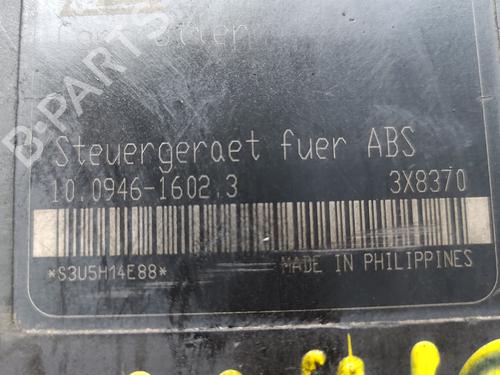 B-PARTS
Steuergeraet fuer ABS
10.0946-1602.3 3X8370
*S3U5H14E88* MADE IN PHILIPPINES